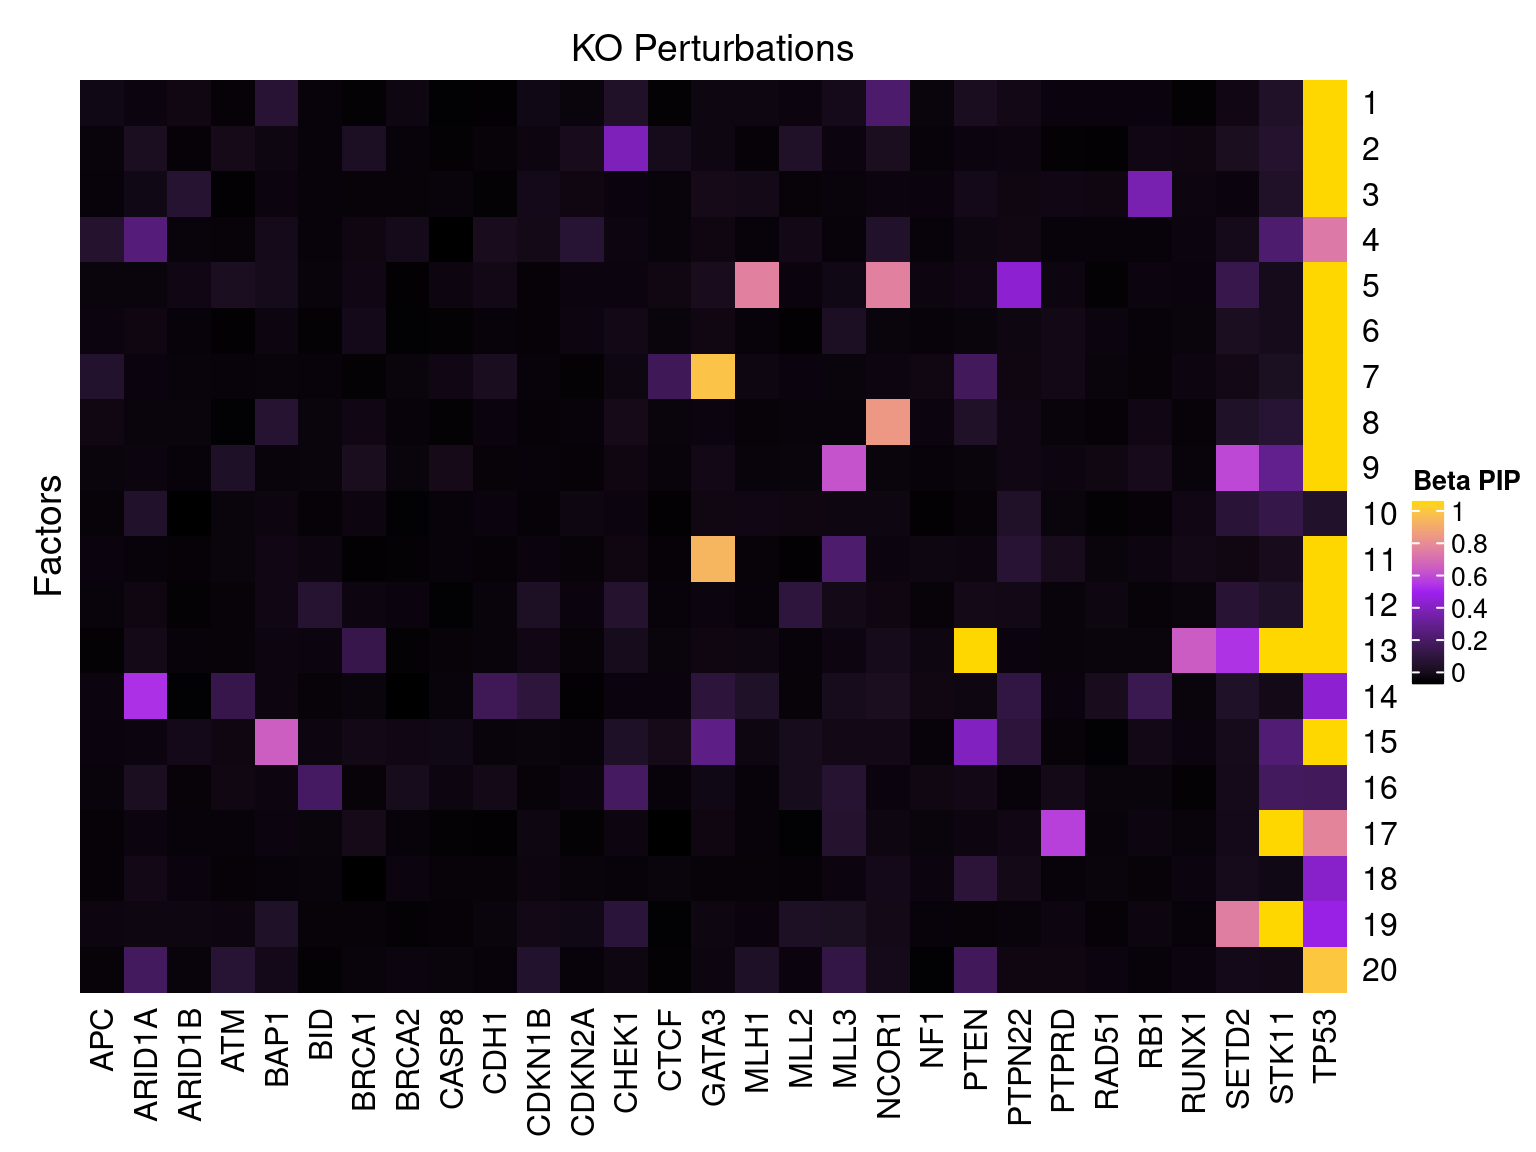 KO Perturbations
1
2
3
4
5
6
7
8
9
10
11
12
13
14
15
16
17
18
19
20
Factors
Beta PIP
1
0.8
0.6
0.4
0.2
0
APC
ARID1A
ARID1B
ATM
BAP1
BID
BRCA1
BRCA2
CASP8
CDH1
CDKN1B
CDKN2A
CHEK1
CTCF
GATA3
MLH1
MLL2
MLL3
NCOR1
NF1
PTEN
PTPN22
PTPRD
RAD51
RB1
RUNX1
SETD2
STK11
TP53